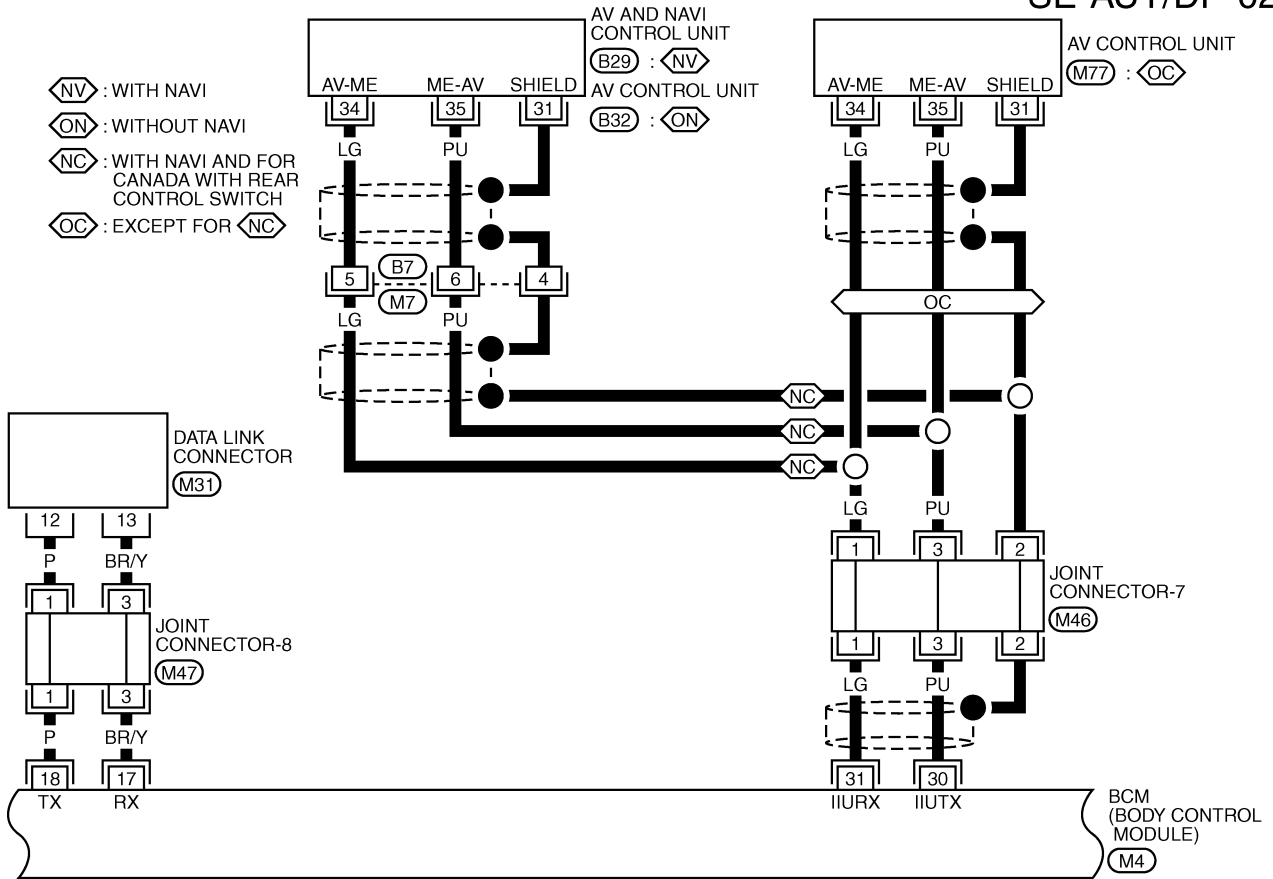 SE-AUT/DP-02
AV AND NAVI
CONTROL UNIT
B29 : NV
AV CONTROL UNIT
B32 : ON
AV CONTROL UNIT
M77 : OC
NV : WITH NAVI
ON : WITHOUT NAVI
NC : WITH NAVI AND FOR
CANADA WITH REAR
CONTROL SWITCH
OC : EXCEPT FOR NC
AV-ME ME-AV SHIELD
34 35 31
LG PU
AV-ME ME-AV SHIELD
34 35 31
LG PU
5 B7 6 4
M7
LG PU
OC
NC
NC
NC
DATA LINK
CONNECTOR
M31
12 13
P BR/Y
1 3
JOINT
CONNECTOR-8
M47
1 3
P BR/Y
18 17
TX RX
LG PU
1 3 2
JOINT
CONNECTOR-7
M46
1 3 2
LG PU
31 30
IIURX IIUTX
BCM
(BODY CONTROL
MODULE)
M4